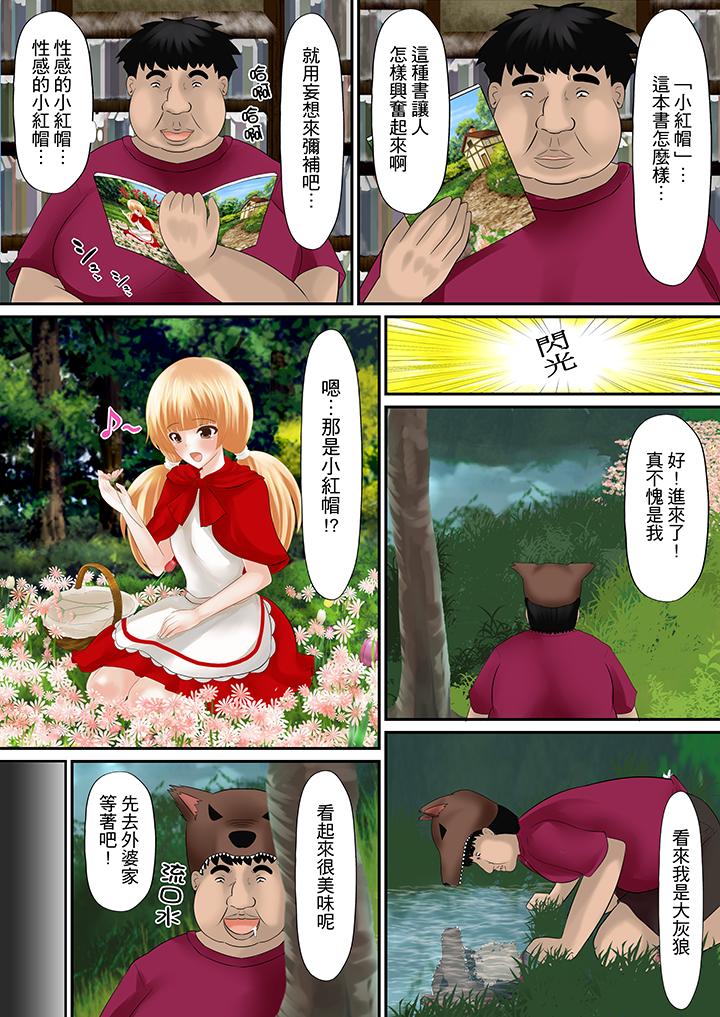 「小紅帽」…
這本書怎麼樣…
這種書讓人
怎樣興奮起來啊
就用妄想來彌補吧…
哈啊
哈啊
性感的小紅帽…
性感的小紅帽…
閃光
好！進來了！
真不愧是我
嗯…那是小紅帽!?
看來我是大灰狼
看起來很美味呢
流口水
先去外婆家
等著吧！